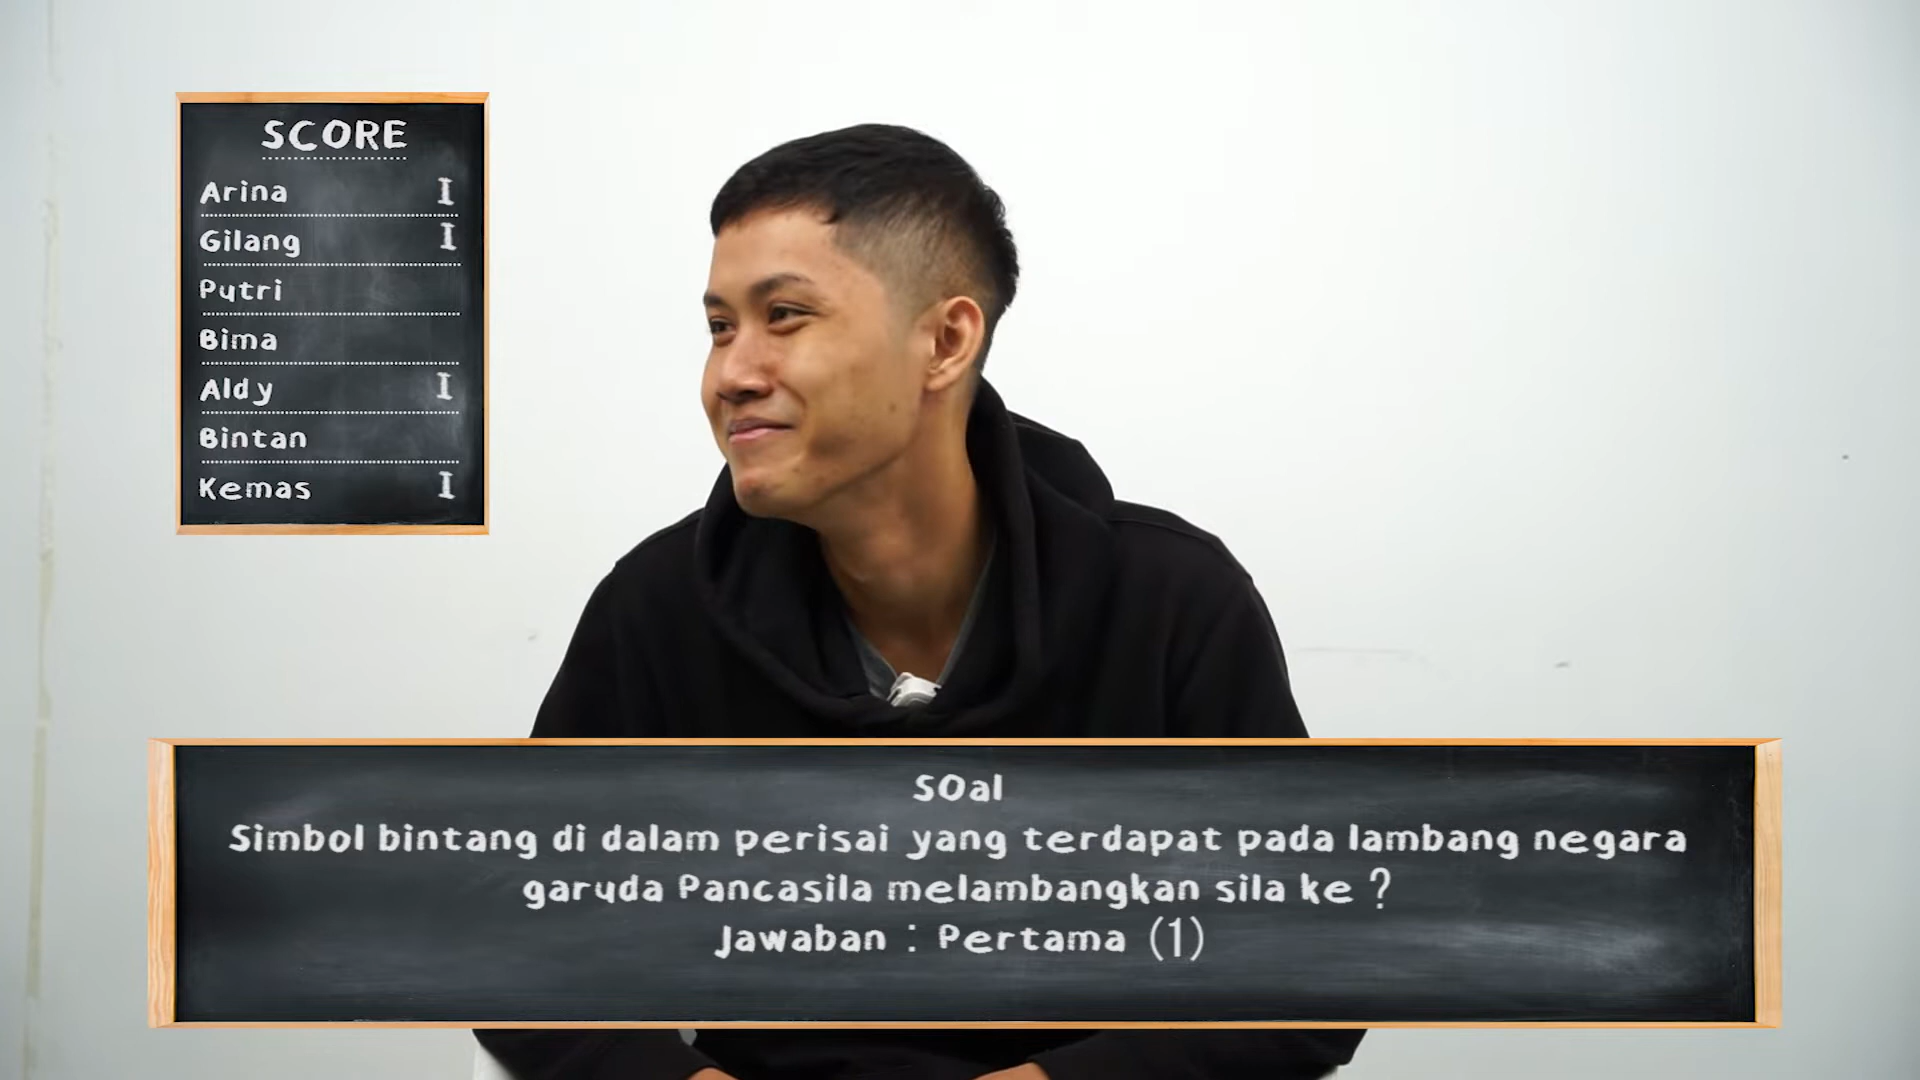 SCORE
Arina I
Gilang I
Putri
Bima
Aldy I
Bintan
Kemas I
SOal
Simbol bintang di dalam perisai yang terdapat pada lambang negara
garuda Pancasila melambangkan sila ke ?
Jawaban : Pertama (1)